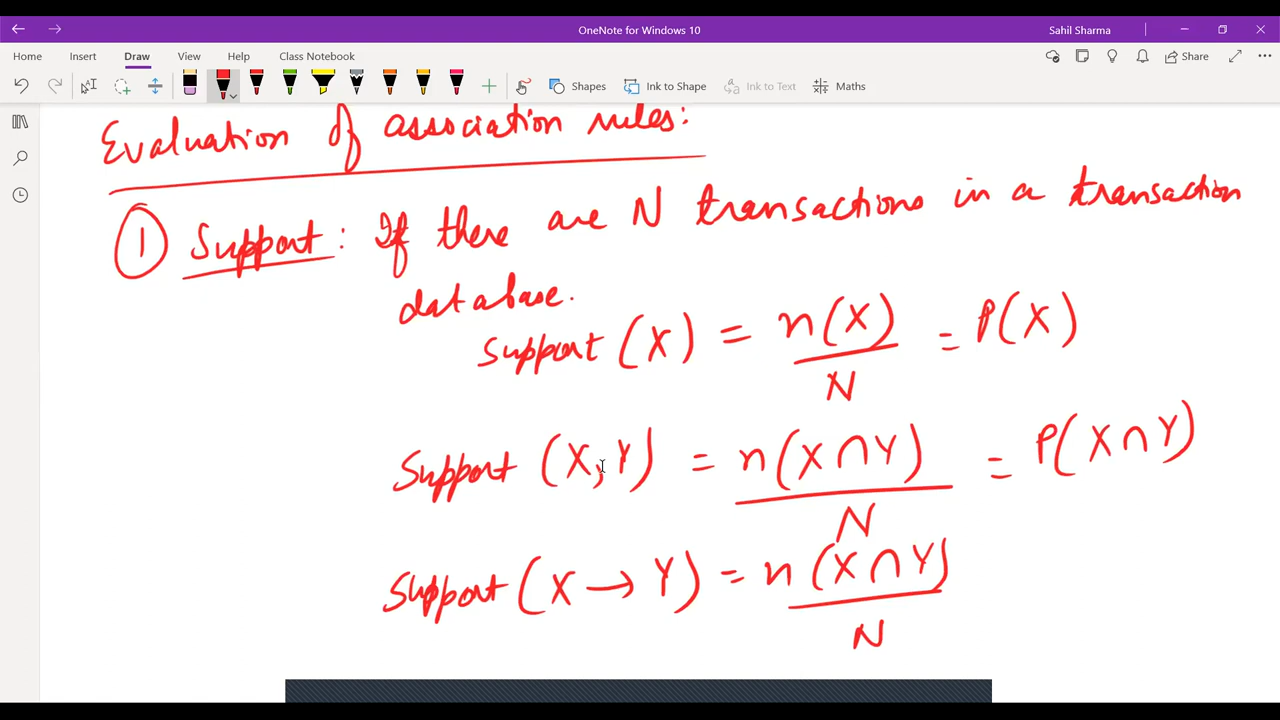 OneNote for Windows 10
Sahil Sharma
Home Insert Draw View Help Class Notebook Share
Shapes Ink to Shape Ink to Text Maths
Evaluation of association rules:
1 Support: If there are N transactions in a transaction
database.
Support (X) = n(X)/N = P(X)
Support (X,Y) = n(X∩Y)/N = P(X∩Y)
Support (X → Y) = n(X∩Y)/N